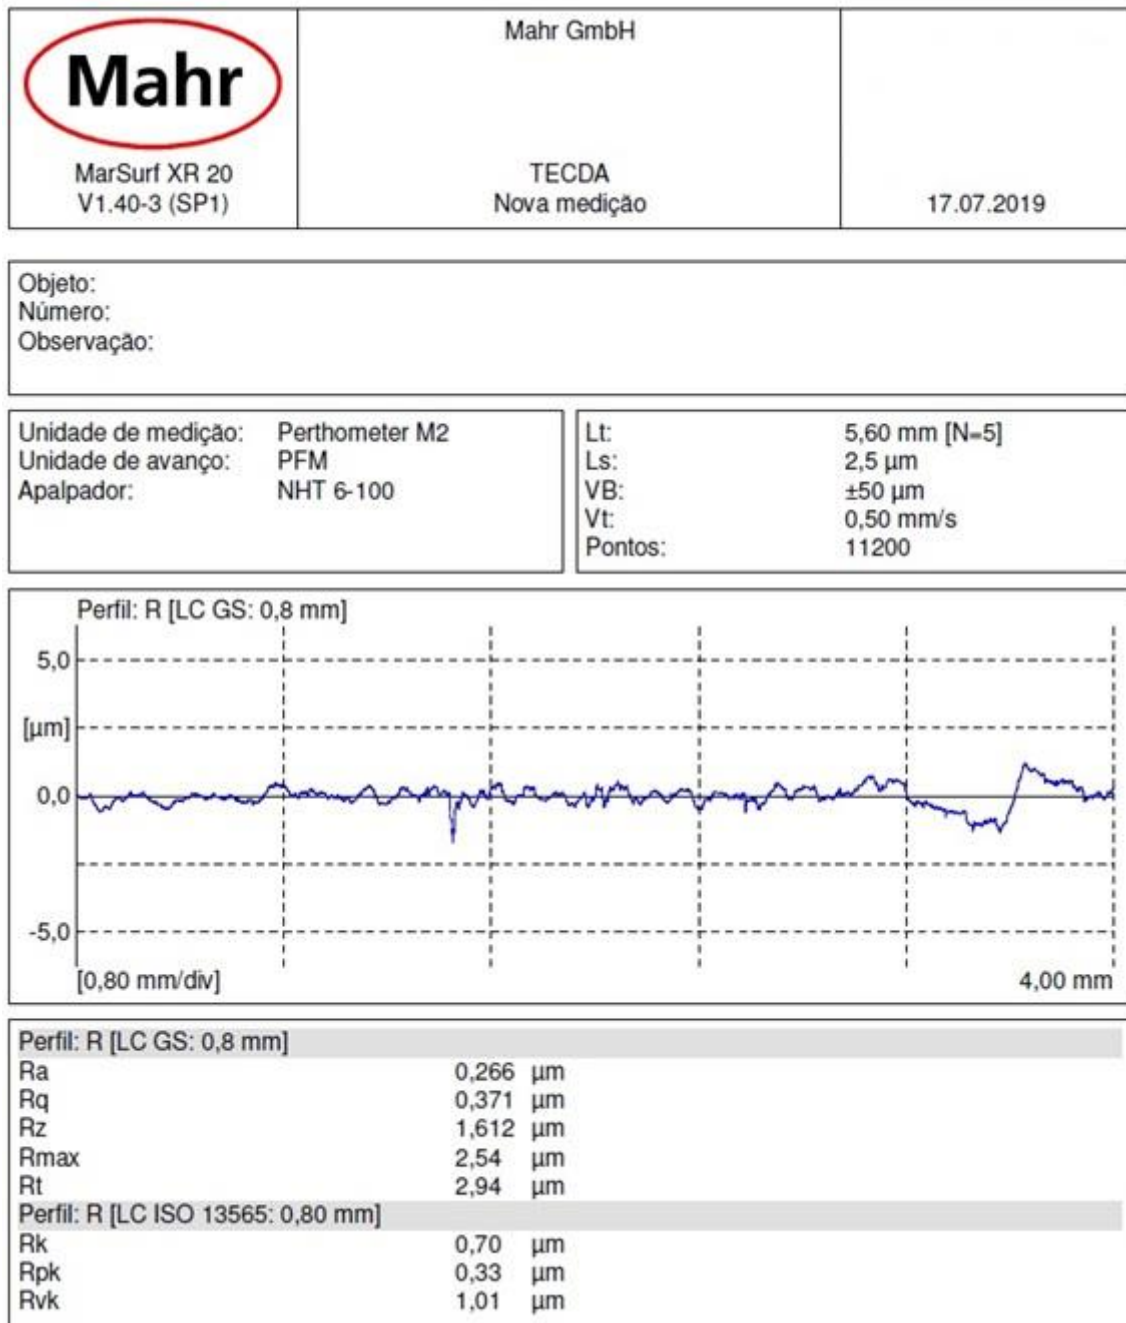 Mahr
MarSurf XR 20
V1.40-3 (SP1)
Mahr GmbH
TECDA
Nova medição
17.07.2019
Objeto:
Número:
Observação:
Unidade de medição: Perthometer M2
Unidade de avanço: PFM
Apalpador: NHT 6-100
Lt: 5,60 mm [N=5]
Ls: 2,5 µm
VB: ±50 µm
Vt: 0,50 mm/s
Pontos: 11200
Perfil: R [LC GS: 0,8 mm]
5,0
[µm]
0,0
-5,0
[0,80 mm/div] 4,00 mm
Perfil: R [LC GS: 0,8 mm]
Ra 0,266 µm
Rq 0,371 µm
Rz 1,612 µm
Rmax 2,54 µm
Rt 2,94 µm
Perfil: R [LC ISO 13565: 0,80 mm]
Rk 0,70 µm
Rpk 0,33 µm
Rvk 1,01 µm